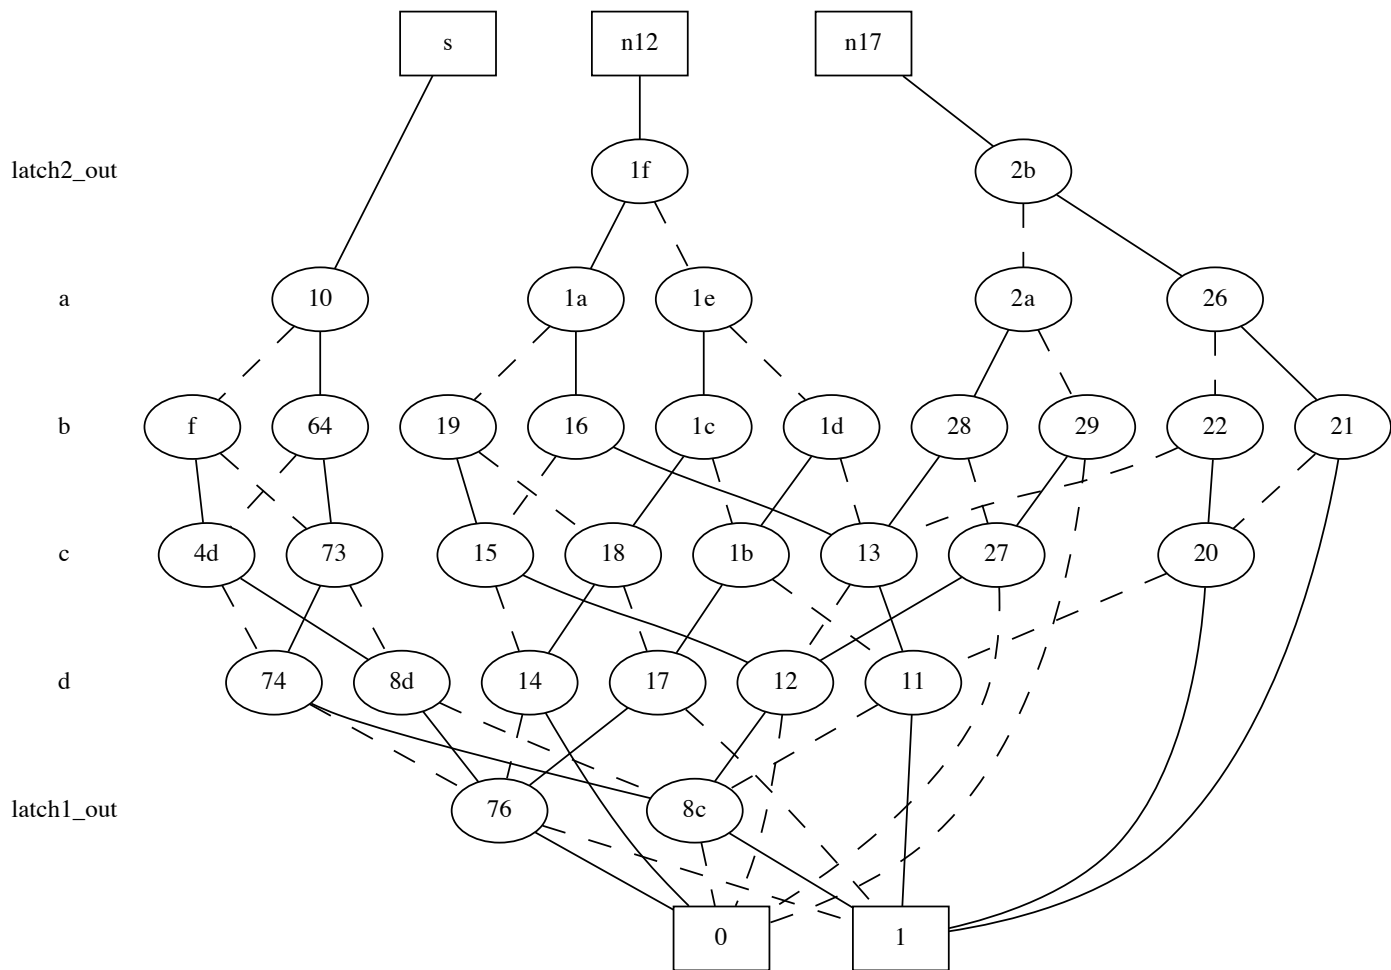 s n12 n17
latch2_out 1f 2b
a 10 1a 1e 2a 26
b f 64 19 16 1c 1d 28 29 22 21
c 4d 73 15 18 1b 13 27 20
d 74 8d 14 17 12 11
latch1_out 76 8c
0 1